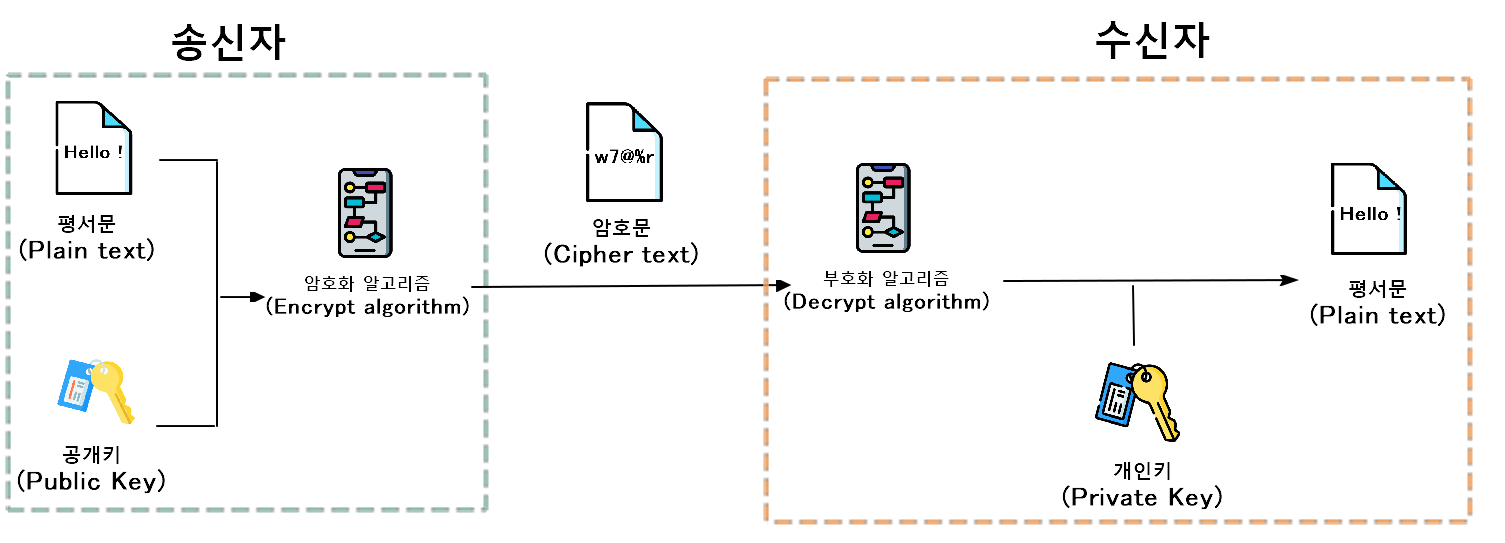 송신자
수신자
Hello !
평서문
(Plain text)
공개키
(Public Key)
암호화 알고리즘
(Encrypt algorithm)
w7@%r
암호문
(Cipher text)
부호화 알고리즘
(Decrypt algorithm)
개인키
(Private Key)
Hello !
평서문
(Plain text)